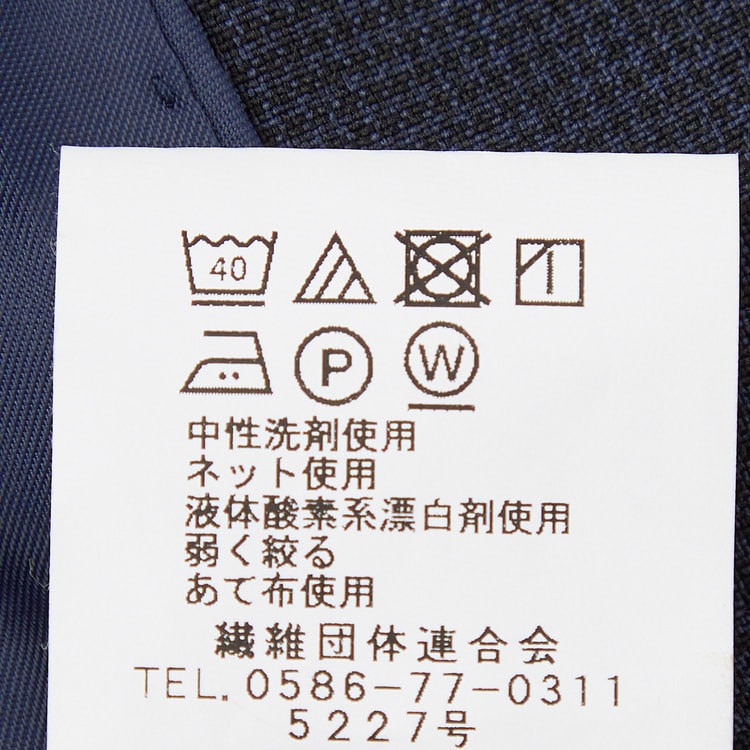 40
P
W
中性洗剤使用
ネット使用
液体酸素系漂白剤使用
弱く絞る
あて布使用
繊維団体連合会
TEL.0586-77-0311
5227号